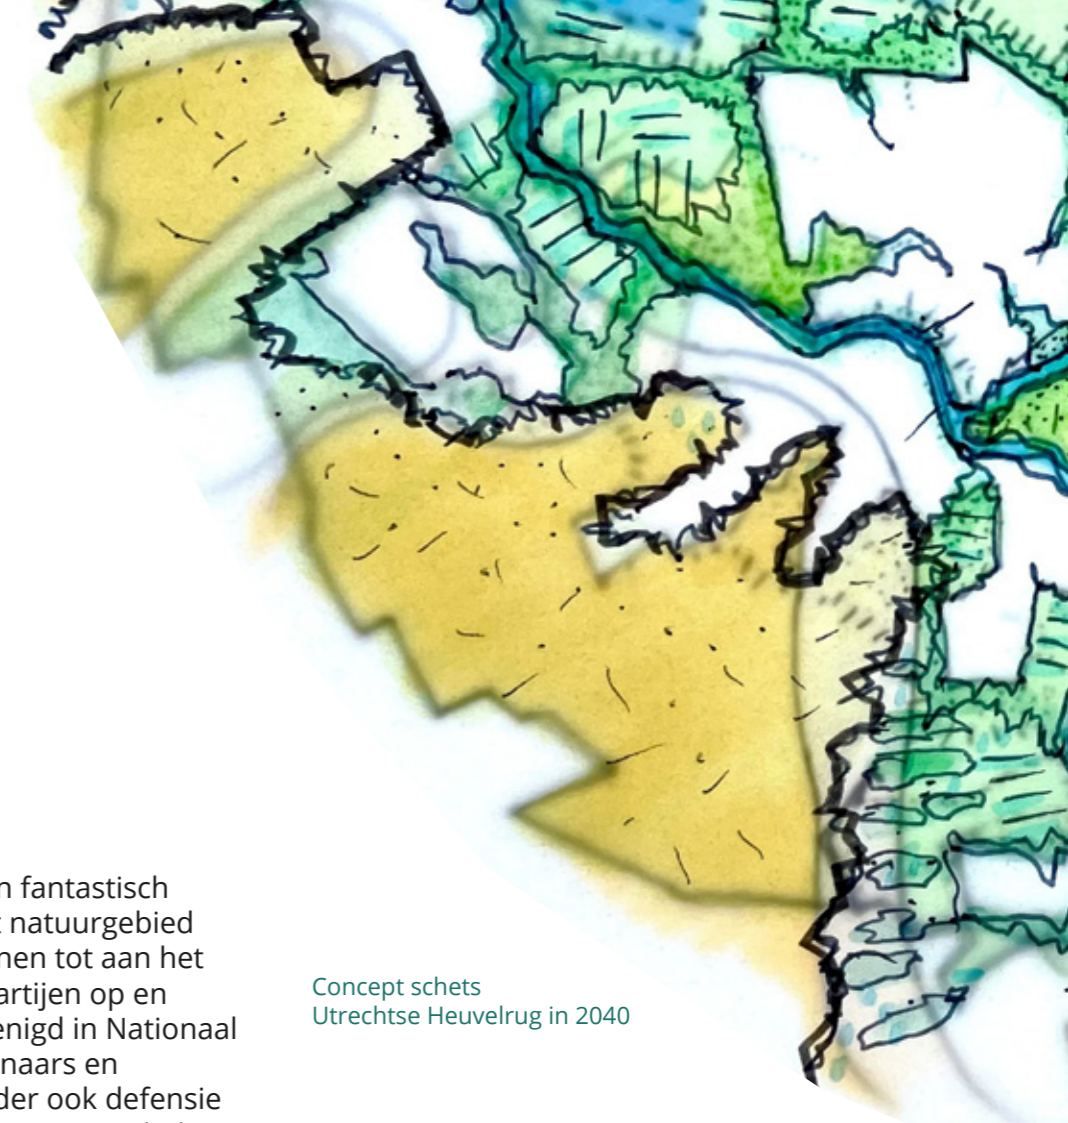 n fantastisch
t natuurgebied
nen tot aan het
artijen op en
enigd in Nationaal
naars en
der ook defensie
Concept schets
Utrechtse Heuvelrug in 2040